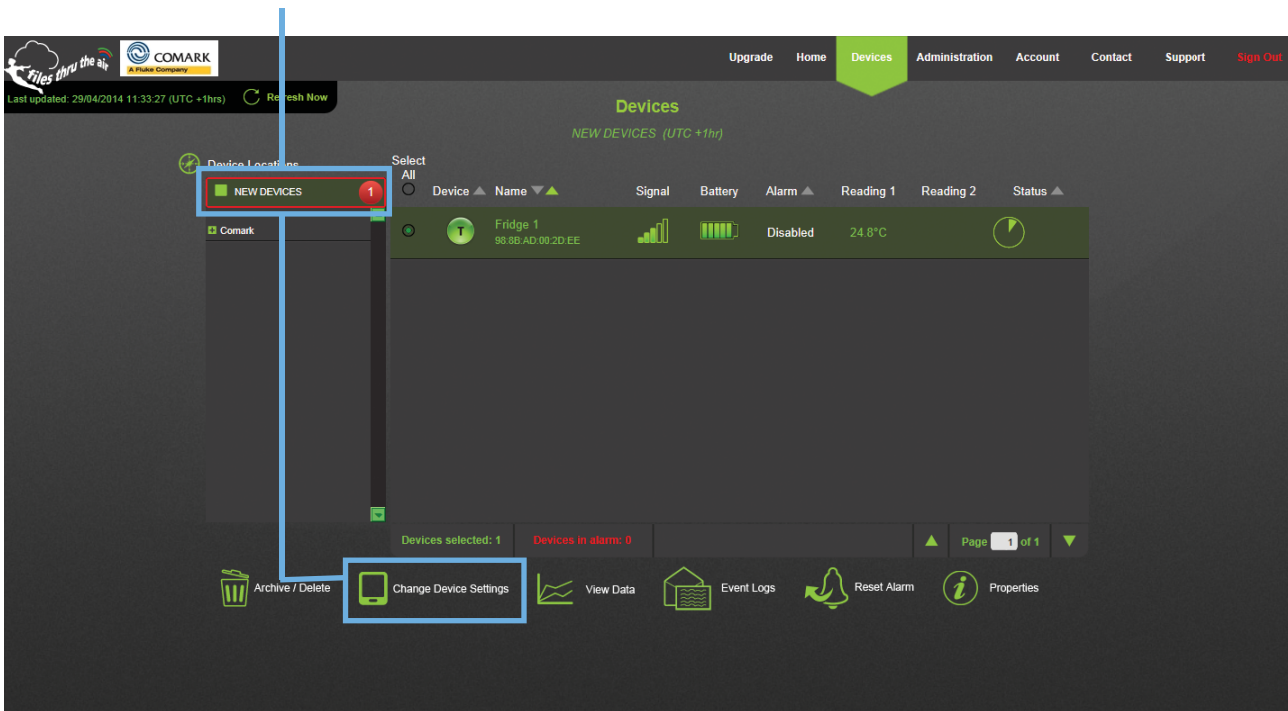 files thru the air
COMARK
A Fluke Company
Upgrade Home Devices Administration Account Contact Support Sign Out
Last updated: 29/04/2014 11:33:27 (UTC +1hrs) Refresh Now
Devices
NEW DEVICES (UTC +1hr)
Device Locations
Select
All
NEW DEVICES 1
Device Name Signal Battery Alarm Reading 1 Reading 2 Status
Comark
T Fridge 1 Disabled 24.8°C
98:8B:AD:00:2D:EE
Devices selected: 1 Devices in alarm: 0 Page 1 of 1
Archive / Delete Change Device Settings View Data Event Logs Reset Alarm i Properties